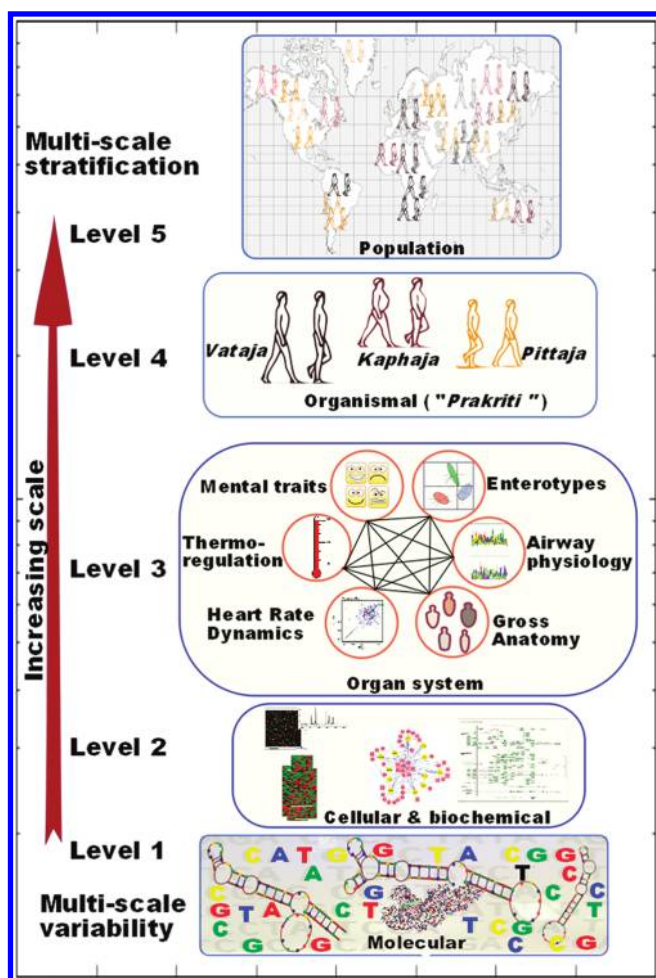 Multi-scale
stratification
Population
Level 5
Increasing scale
Vataja
Kaphaja
Pittaja
Level 4
Organismal ("Prakriti ")
Mental traits
Enterotypes
Thermo-
regulation
Airway
physiology
Level 3
Heart Rate
Dynamics
Gross
Anatomy
Organ system
Level 2
Cellular & biochemical
Level 1
Multi-scale
variability
C A T G G T A C G G
A T C C
G
C G T A C T C T
C G G C T C G C C G
Molecular